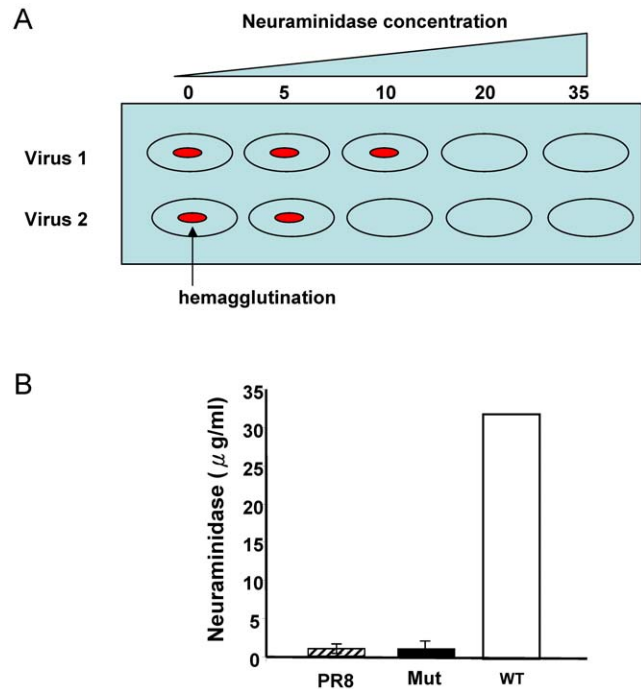 A
Neuraminidase concentration
0 5 10 20 35
Virus 1
Virus 2
hemagglutination
B
Neuraminidase (μg/ml)
35
30
25
20
15
10
5
0
PR8 Mut WT